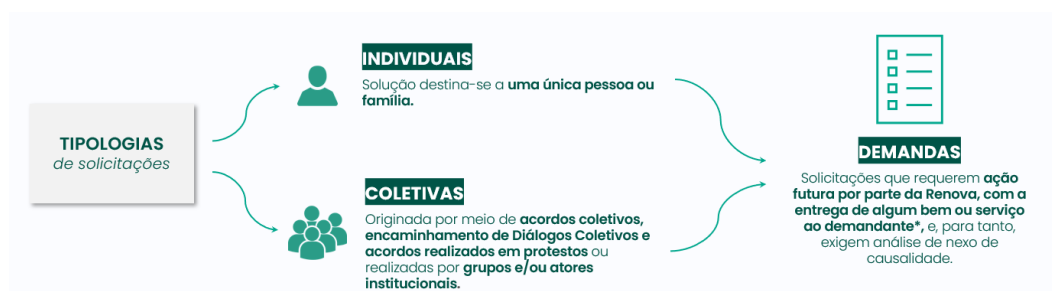 TIPOLOGIAS
de solicitações
INDIVIDUAIS
Solução destina-se a uma única pessoa ou
família.
COLETIVAS
Originada por meio de acordos coletivos,
encaminhamento de Diálogos Coletivos e
acordos realizados em protestos ou
realizadas por grupos e/ou atores
institucionais.
DEMANDAS
Solicitações que requerem ação
futura por parte da Renova, com a
entrega de algum bem ou serviço
ao demandante*, e, para tanto,
exigem análise de nexo de
causalidade.